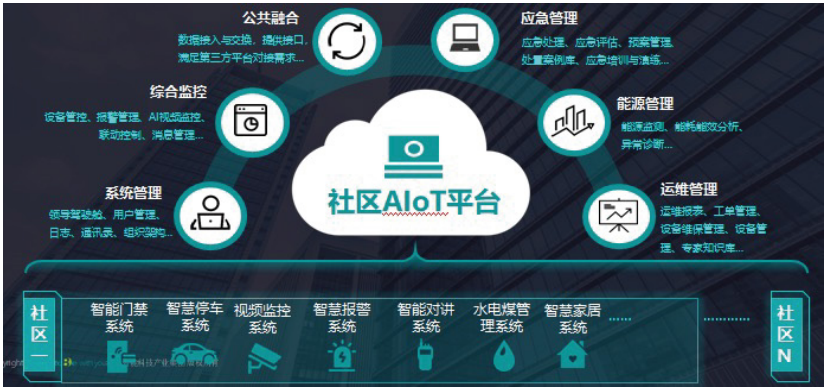 公共融合
数据接入与交换，提供接口，
满足第三方平台对接需求...
应急管理
应急处理、应急评估、预案管理、
处置案例库、应急培训与演练...
综合监控
设备管控、报警管理、AI视频监控、
联动控制、消息管理...
能源管理
能源监测、能耗能效分析、
异常诊断...
社区AIoT平台
系统管理
领导驾驶舱、用户管理、
日志、通讯录、组织架构...
运维管理
运维报表、工单管理、
设备维保管理、设备管
理、专家知识库...
社区一
智能门禁
系统
智慧停车
系统
视频监控
系统
智慧报警
系统
智能对讲
系统
水电煤管
理系统
智慧家居
系统
......
............
社区N